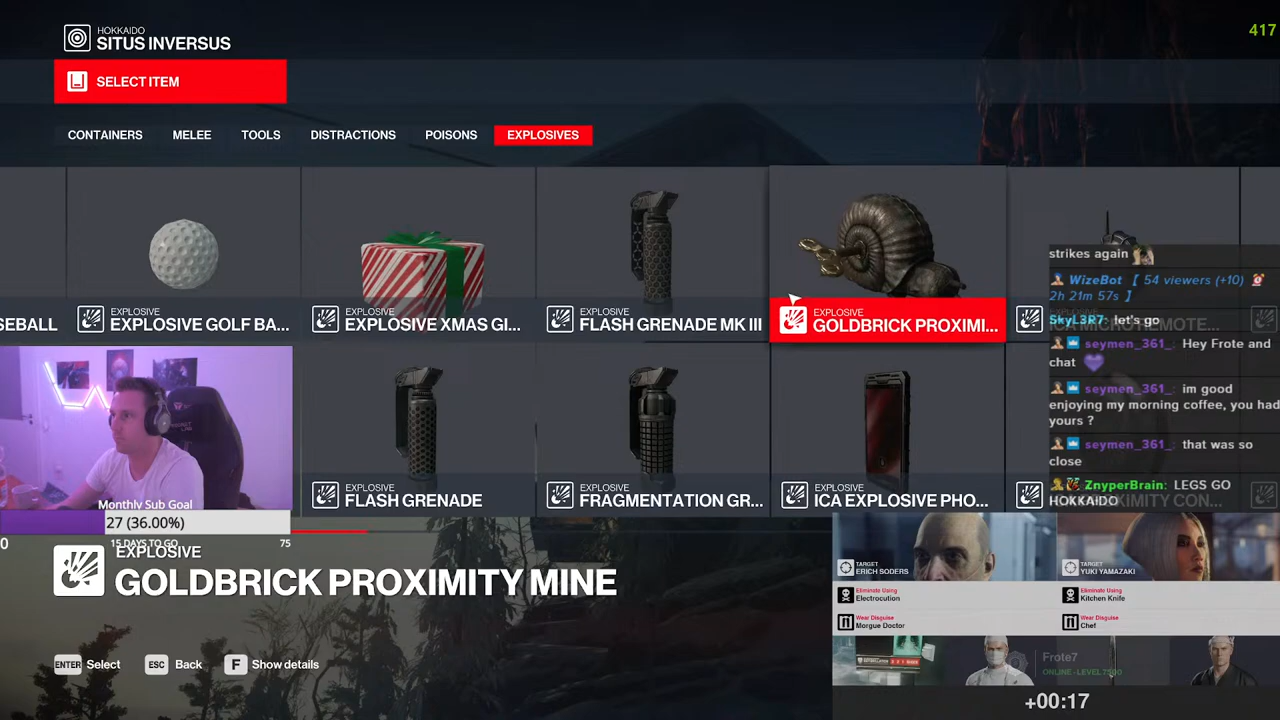 HOKKAIDO
SITUS INVERSUS
417
SELECT ITEM
CONTAINERS
MELEE
TOOLS
DISTRACTIONS
POISONS
EXPLOSIVES
SEBALL
EXPLOSIVE
EXPLOSIVE GOLF BA...
EXPLOSIVE
EXPLOSIVE XMAS GI...
EXPLOSIVE
FLASH GRENADE MK III
EXPLOSIVE
GOLDBRICK PROXIMI...
strikes again
WizeBot 【 54 viewers (+10)
2h 21m 57s 】
SkyL3R7: let's go
seymen_361_: Hey Frote and
chat
seymen_361_: im good
enjoying my morning coffee, you had
yours ?
seymen_361_: that was so
close
ZnyperBrain: LEGS GO
HOKKAIDO
EXPLOSIVE
FLASH GRENADE
EXPLOSIVE
FRAGMENTATION GR...
EXPLOSIVE
ICA EXPLOSIVE PHO...
Monthly Sub Goal
27 (36.00%)
0
15 DAYS TO GO
75
EXPLOSIVE
GOLDBRICK PROXIMITY MINE
ENTER Select
ESC Back
F Show details
TARGET
ERICH SODERS
Eliminate Using
Electrocution
Wear Disguise
Morgue Doctor
TARGET
YUKI YAMAZAKI
Eliminate Using
Kitchen Knife
Wear Disguise
Chef
Frote7
ONLINE - LEVEL 7500
+00:17